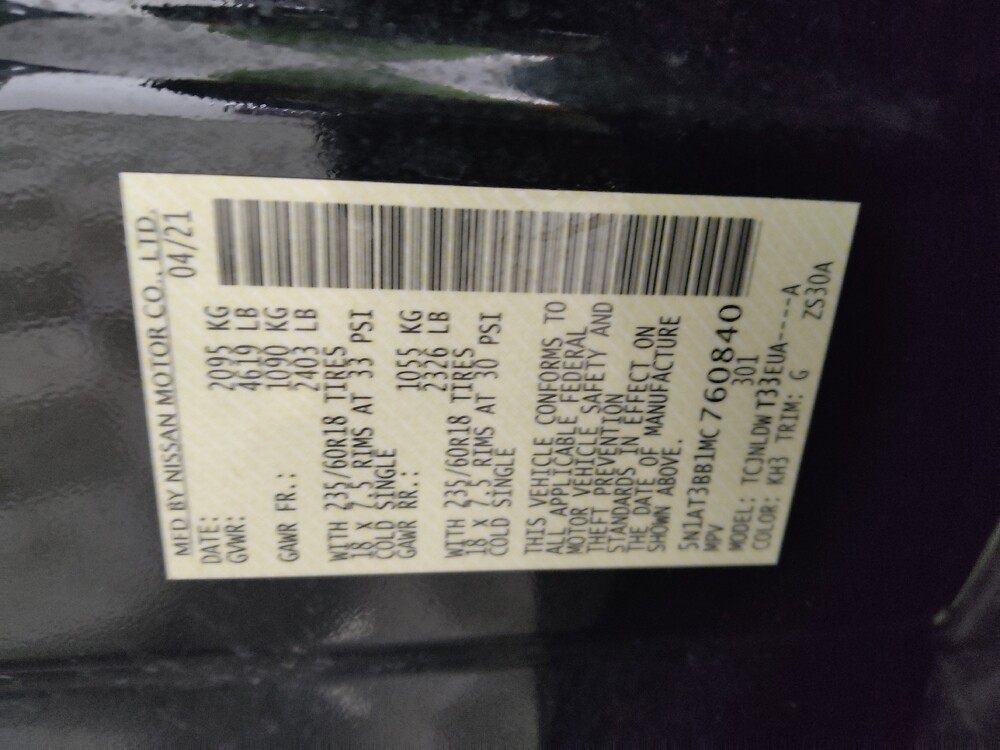 MFD BY NISSAN MOTOR CO., LTD.
DATE: 04/21
GVWR: 2095 KG
4619 LB
GAWR FR.: 1090 KG
2403 LB
WITH 235/60R18 TIRES
18 X 7.5 RIMS AT 33 PSI
COLD SINGLE
GAWR RR.: 1055 KG
2326 LB
WITH 235/60R18 TIRES
18 X 7.5 RIMS AT 30 PSI
COLD SINGLE
THIS VEHICLE CONFORMS TO
ALL APPLICABLE FEDERAL
MOTOR VEHICLE SAFETY AND
THEFT PREVENTION
STANDARDS IN EFFECT ON
THE DATE OF MANUFACTURE
SHOWN ABOVE.
5N1AT3BB1MC760840
MPV 301
MODEL: TCJNLDWT33EUA----A
COLOR: KH3 TRIM: G ZS30A